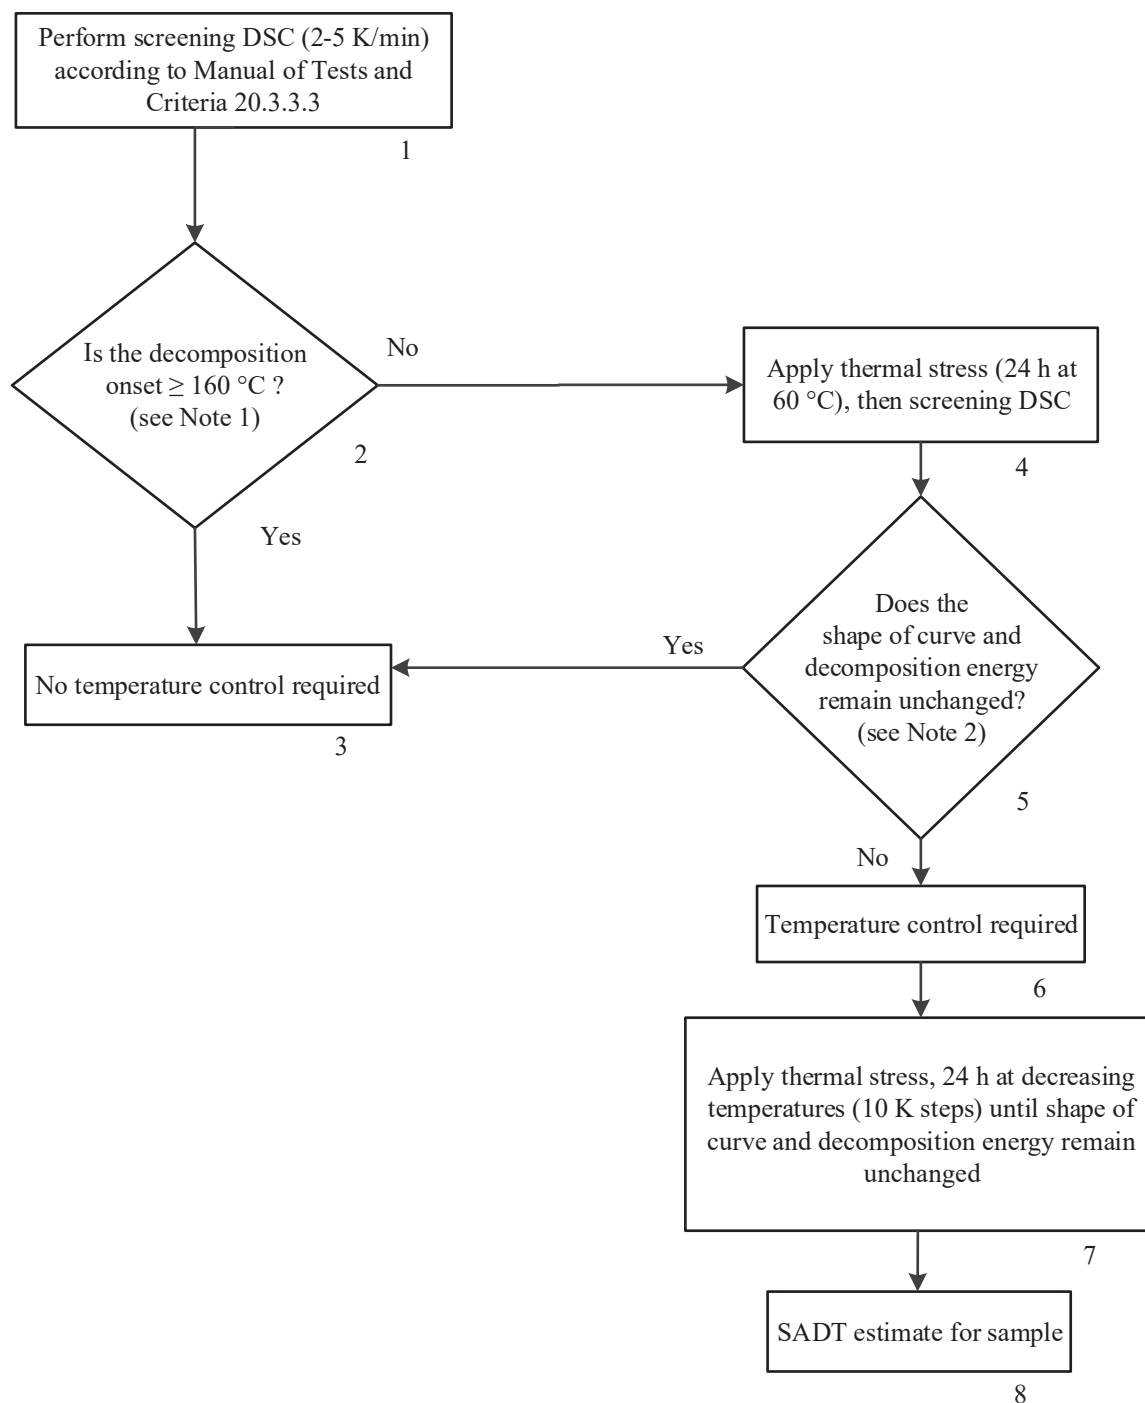 Perform screening DSC (2-5 K/min)
according to Manual of Tests and
Criteria 20.3.3.3
1
Is the decomposition
onset ≥ 160 °C ?
(see Note 1)
2
No
Yes
Apply thermal stress (24 h at
60 °C), then screening DSC
4
No temperature control required
3
Does the
shape of curve and
decomposition energy
remain unchanged?
(see Note 2)
5
Yes
No
Temperature control required
6
Apply thermal stress, 24 h at decreasing
temperatures (10 K steps) until shape of
curve and decomposition energy remain
unchanged
7
SADT estimate for sample
8